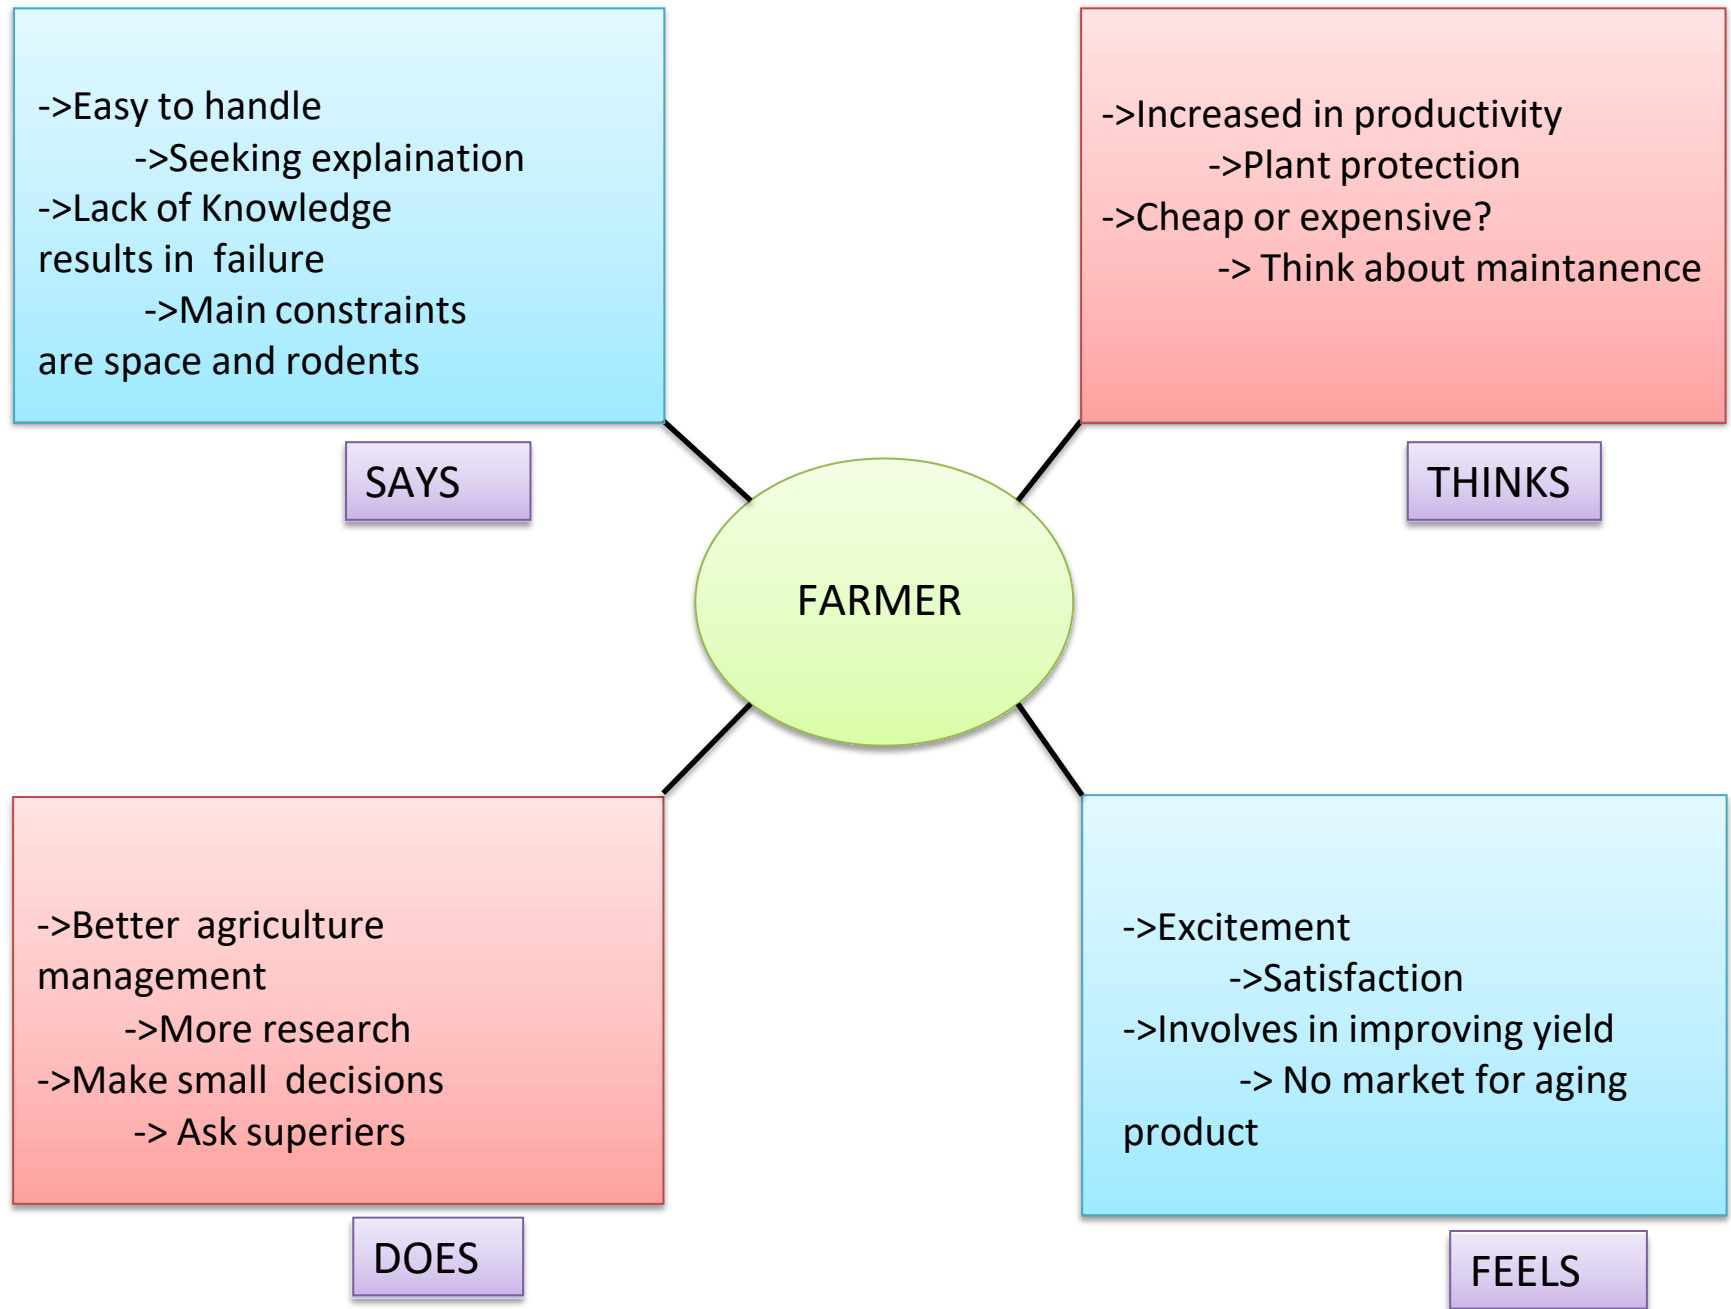 ->Easy to handle
->Seeking explaination
->Lack of Knowledge
results in  failure
->Main constraints
are space and rodents
SAYS
->Increased in productivity
->Plant protection
->Cheap or expensive?
-> Think about maintanence
THINKS
FARMER
->Better  agriculture
management
->More research
->Make small  decisions
-> Ask superiers
DOES
->Excitement
->Satisfaction
->Involves in improving yield
-> No market for aging
product
FEELS